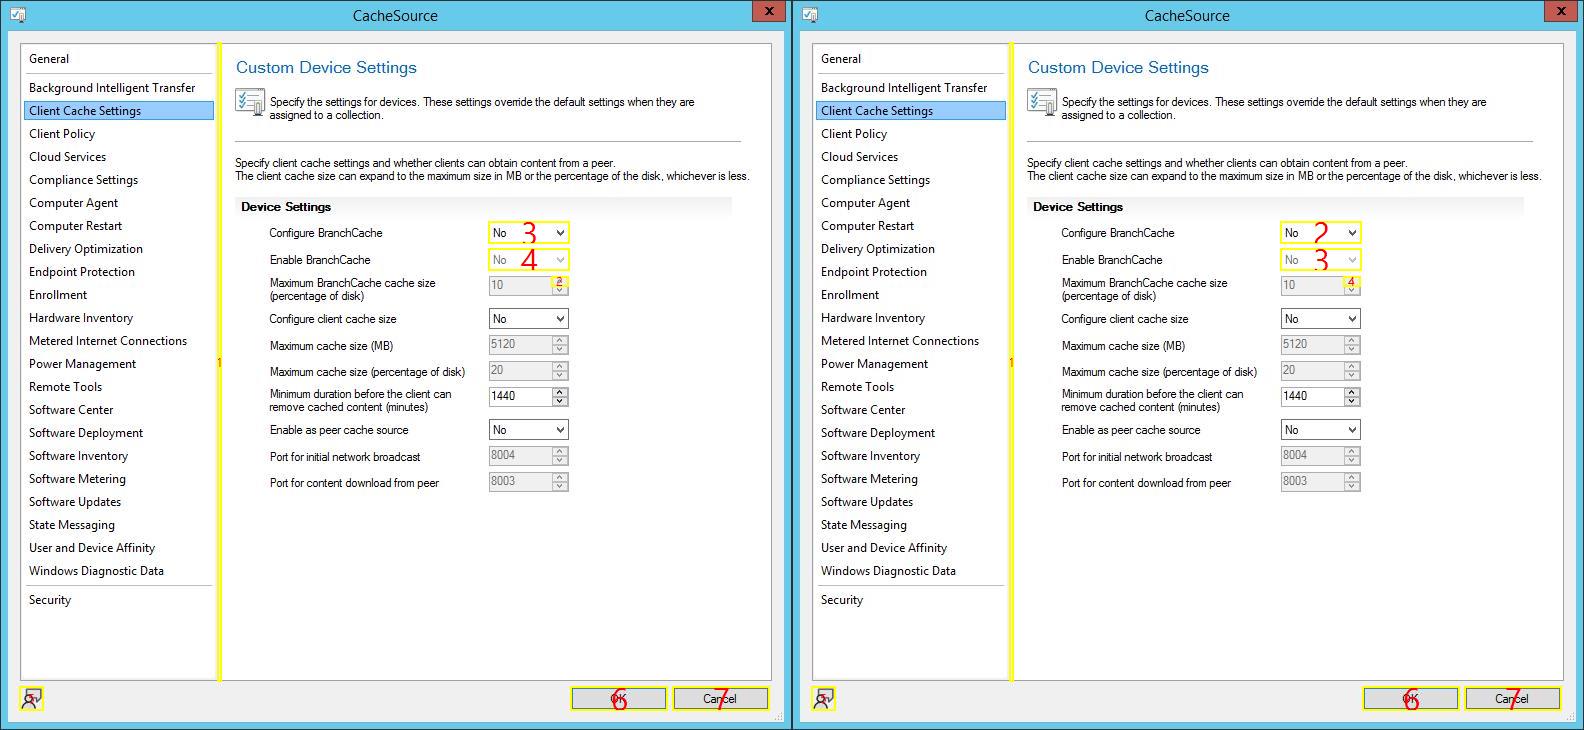 CacheSource
x
General
Background Intelligent Transfer
Client Cache Settings
Client Policy
Cloud Services
Compliance Settings
Computer Agent
Computer Restart
Delivery Optimization
Endpoint Protection
Enrollment
Hardware Inventory
Metered Internet Connections
Power Management
Remote Tools
Software Center
Software Deployment
Software Inventory
Software Metering
Software Updates
State Messaging
User and Device Affinity
Windows Diagnostic Data
Security
1
Custom Device Settings
Specify the settings for devices. These settings override the default settings when they are
assigned to a collection.
Specify client cache settings and whether clients can obtain content from a peer.
The client cache size can expand to the maximum size in MB or the percentage of the disk, whichever is less.
Device Settings
Configure BranchCache No 3
Enable BranchCache No 4
Maximum BranchCache cache size
(percentage of disk) 10 2
Configure client cache size No
Maximum cache size (MB) 5120
Maximum cache size (percentage of disk) 20
Minimum duration before the client can
remove cached content (minutes) 1440
Enable as peer cache source No
Port for initial network broadcast 8004
Port for content download from peer 8003
OK 6
Cancel 7
CacheSource
x
General
Background Intelligent Transfer
Client Cache Settings
Client Policy
Cloud Services
Compliance Settings
Computer Agent
Computer Restart
Delivery Optimization
Endpoint Protection
Enrollment
Hardware Inventory
Metered Internet Connections
Power Management
Remote Tools
Software Center
Software Deployment
Software Inventory
Software Metering
Software Updates
State Messaging
User and Device Affinity
Windows Diagnostic Data
Security
1
Custom Device Settings
Specify the settings for devices. These settings override the default settings when they are
assigned to a collection.
Specify client cache settings and whether clients can obtain content from a peer.
The client cache size can expand to the maximum size in MB or the percentage of the disk, whichever is less.
Device Settings
Configure BranchCache No 2
Enable BranchCache No 3
Maximum BranchCache cache size
(percentage of disk) 10 4
Configure client cache size No
Maximum cache size (MB) 5120
Maximum cache size (percentage of disk) 20
Minimum duration before the client can
remove cached content (minutes) 1440
Enable as peer cache source No
Port for initial network broadcast 8004
Port for content download from peer 8003
OK 6
Cancel 7